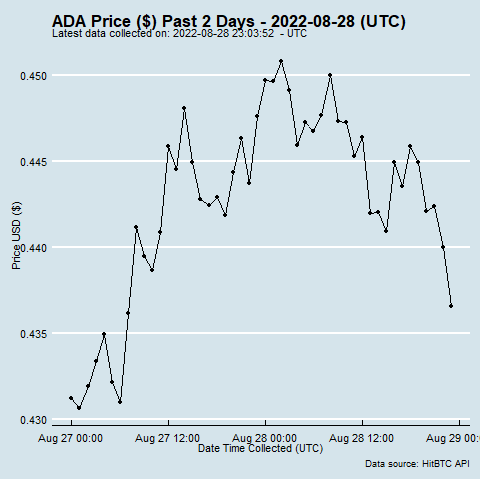 ADA Price ($) Past 2 Days - 2022-08-28 (UTC)
Latest data collected on: 2022-08-28 23:03:52 - UTC
0.450
0.445
0.440
0.435
0.430
Price USD ($)
Aug 27 00:00 Aug 27 12:00 Aug 28 00:00 Aug 28 12:00 Aug 29 00:0
Date Time Collected (UTC)
Data source: HitBTC API